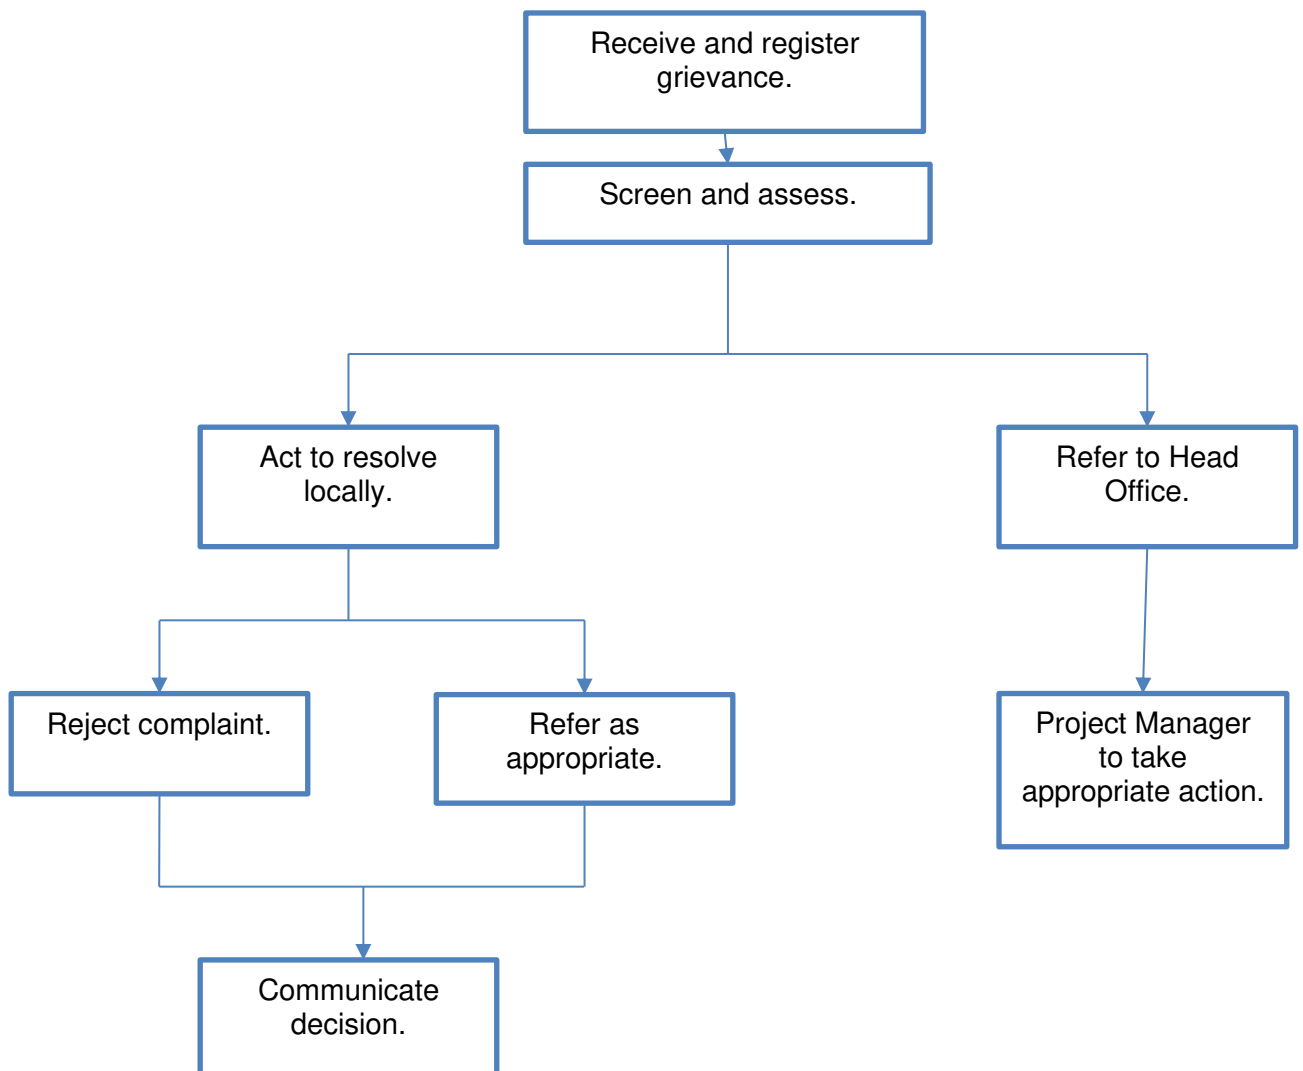 Receive and register
grievance.
Screen and assess.
Act to resolve
locally.
Refer to Head
Office.
Reject complaint.
Refer as
appropriate.
Project Manager
to take
appropriate action.
Communicate
decision.